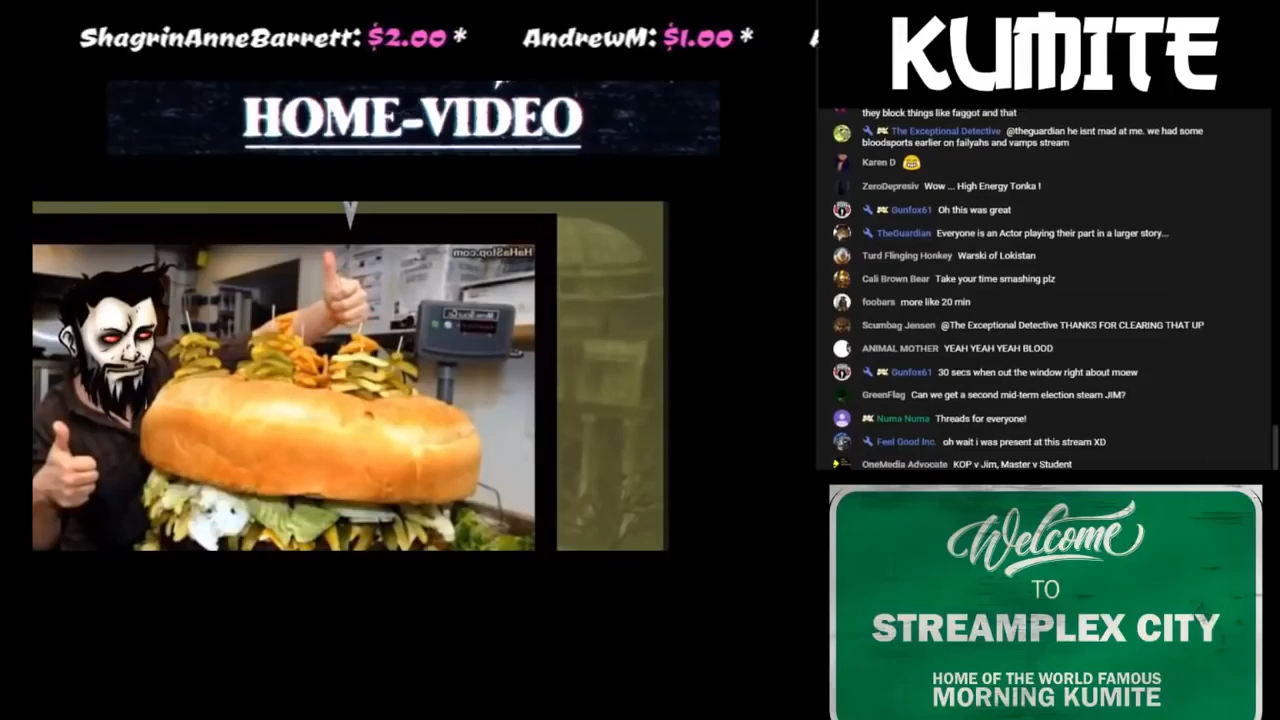 ShagrinAnneBarrett: $2.00 *
AndrewM: $1.00 *
HOME-VIDEO
HaHaStop.com
KUMITE
they block things like faggot and that
The Exceptional Detective @theguardian he isnt mad at me. we had some
bloodsports earlier on failyahs and vamps stream
Karen D
ZeroDepresiv Wow ... High Energy Tonka !
Gunfox61 Oh this was great
TheGuardian Everyone is an Actor playing their part in a larger story...
Turd Flinging Honkey Warski of Lokistan
Cali Brown Bear Take your time smashing plz
foobars more like 20 min
Scumbag Jensen @The Exceptional Detective THANKS FOR CLEARING THAT UP
ANIMAL MOTHER YEAH YEAH YEAH BLOOD
Gunfox61 30 secs when out the window right about moew
GreenFlag Can we get a second mid-term election steam JIM?
Numa Numa Threads for everyone!
Feel Good Inc. oh wait i was present at this stream XD
OneMedia Advocate KOP v Jim, Master v Student
Welcome
TO
STREAMPLEX CITY
HOME OF THE WORLD FAMOUS
MORNING KUMITE